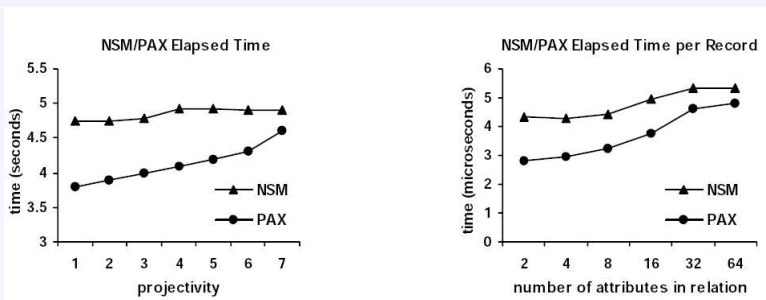 NSM/PAX Elapsed Time
5.5
5
4.5
4
3.5
3
time (seconds)
NSM
PAX
1 2 3 4 5 6 7
projectivity
NSM/PAX Elapsed Time per Record
6
5
4
3
2
1
0
time (microseconds)
NSM
PAX
2 4 8 16 32 64
number of attributes in relation